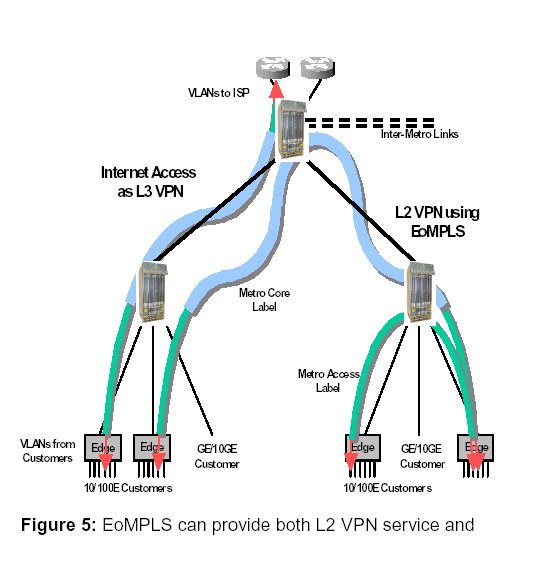 VLANs to ISP
Inter-Metro Links
Internet Access
as L3 VPN
L2 VPN using
EoMPLS
Metro Core
Label
Metro Access
Label
VLANs from
Customers
Edge
Edge
GE/10GE
Customer
Edge
GE/10GE
Customer
Edge
10/100E Customers
10/100E Customers
Figure 5: EoMPLS can provide both L2 VPN service and